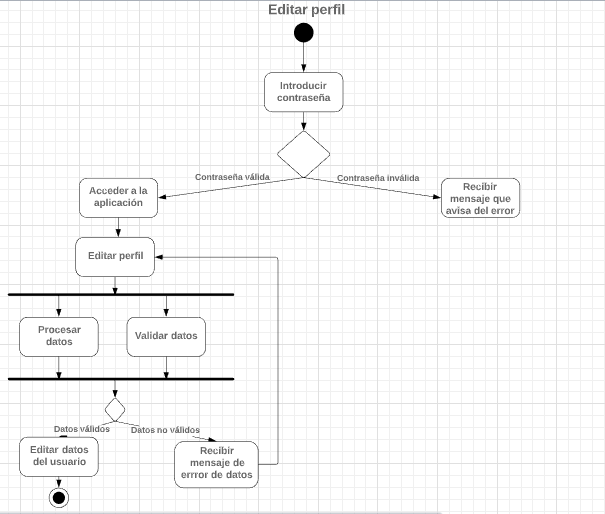 Editar perfil
Introducir
contraseña
Contraseña válida
Contraseña inválida
Acceder a la
aplicación
Recibir
mensaje que
avisa del error
Editar perfil
Procesar
datos
Validar datos
Datos válidos
Datos no válidos
Editar datos
del usuario
Recibir
mensaje de
errror de datos